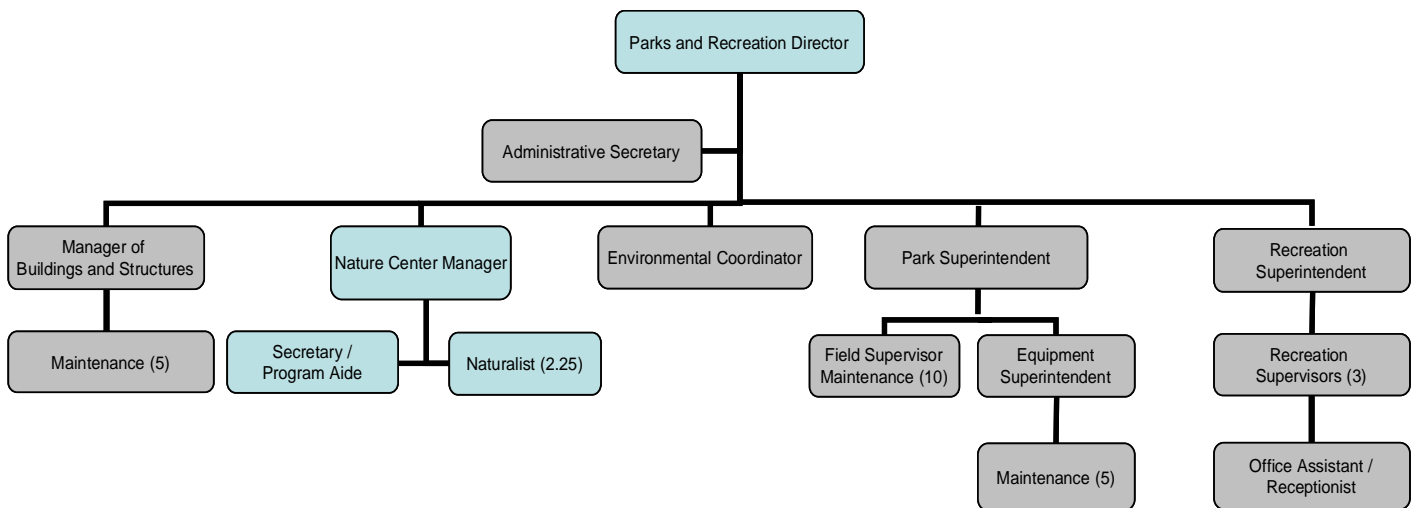 Parks and Recreation Director
Administrative Secretary
Manager of
Buildings and Structures
Nature Center Manager
Environmental Coordinator
Park Superintendent
Recreation
Superintendent
Maintenance (5)
Secretary /
Program Aide
Naturalist (2.25)
Field Supervisor
Maintenance (10)
Equipment
Superintendent
Recreation
Supervisors (3)
Maintenance (5)
Office Assistant /
Receptionist